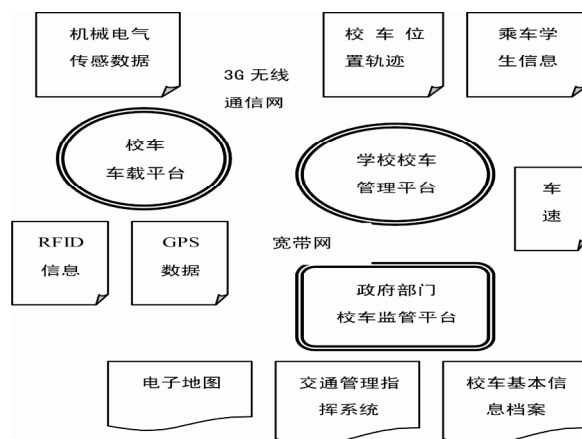 机械电气
传感数据
校车位
置轨迹
乘车学
生信息
3G无线
通信网
校车
车载平台
学校校车
管理平台
车
速
RFID
信息
GPS
数据
宽带网
政府部门
校车监管平台
电子地图
交通管理指
挥系统
校车基本信
息档案